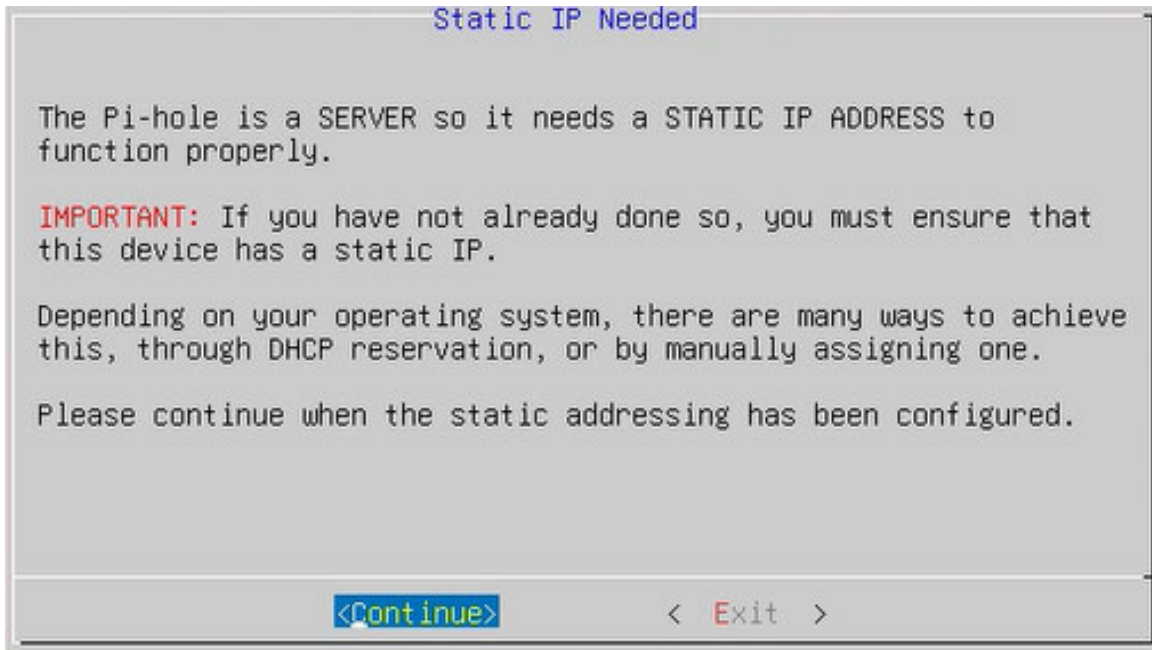 Static IP Needed
The Pi-hole is a SERVER so it needs a STATIC IP ADDRESS to
function properly.
IMPORTANT: If you have not already done so, you must ensure that
this device has a static IP.
Depending on your operating system, there are many ways to achieve
this, through DHCP reservation, or by manually assigning one.
Please continue when the static addressing has been configured.
<Continue> < Exit >